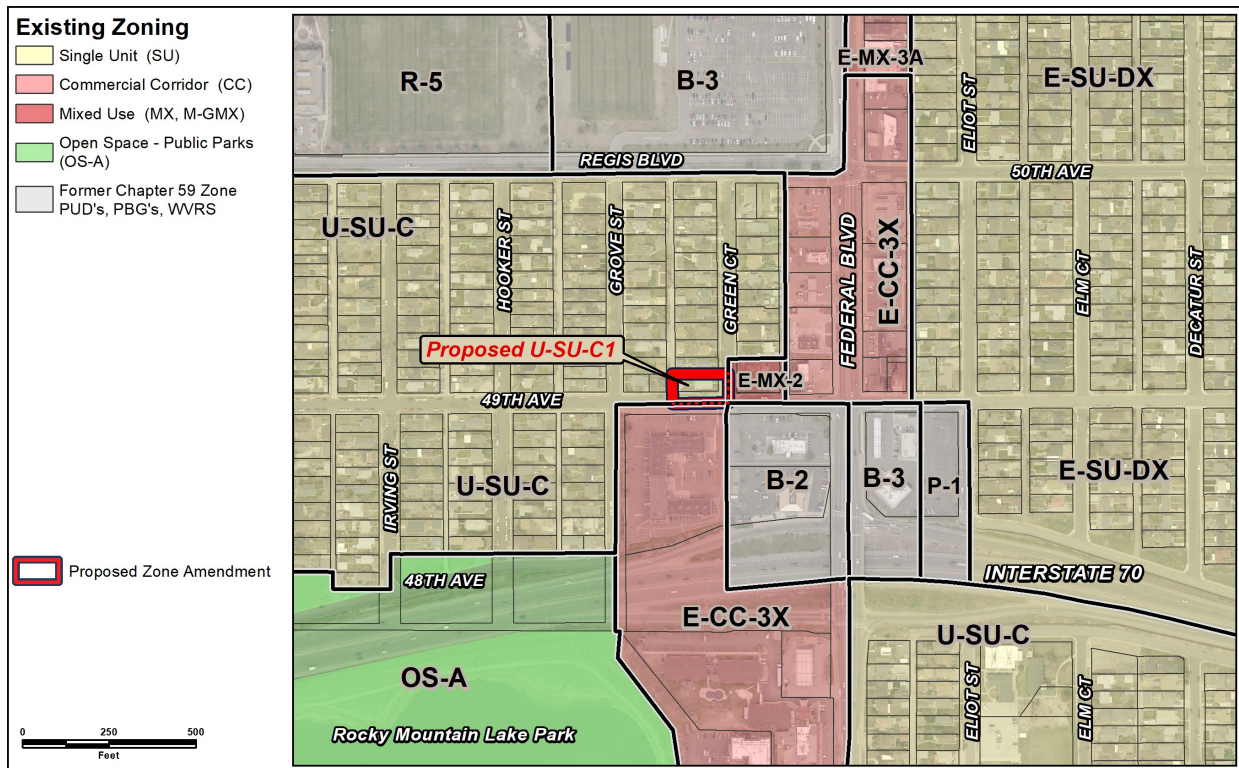 Existing Zoning
Single Unit (SU)
Commercial Corridor (CC)
Mixed Use (MX, M-GMX)
Open Space - Public Parks
(OS-A)
Former Chapter 59 Zone
PUD's, PBG's, WVRS
Proposed Zone Amendment
0 250 500
Feet
R-5
B-3
E-MX-3A
E-SU-DX
ELIOT ST
REGIS BLVD
50TH AVE
U-SU-C
HOOKER ST
GROVE ST
GREEN CT
FEDERAL BLVD
E-CC-3X
ELM CT
DECATUR ST
Proposed U-SU-C1
E-MX-2
49TH AVE
IRVING ST
U-SU-C
B-2
B-3
P-1
E-SU-DX
48TH AVE
INTERSTATE 70
E-CC-3X
U-SU-C
OS-A
ELIOT ST
ELM CT
Rocky Mountain Lake Park